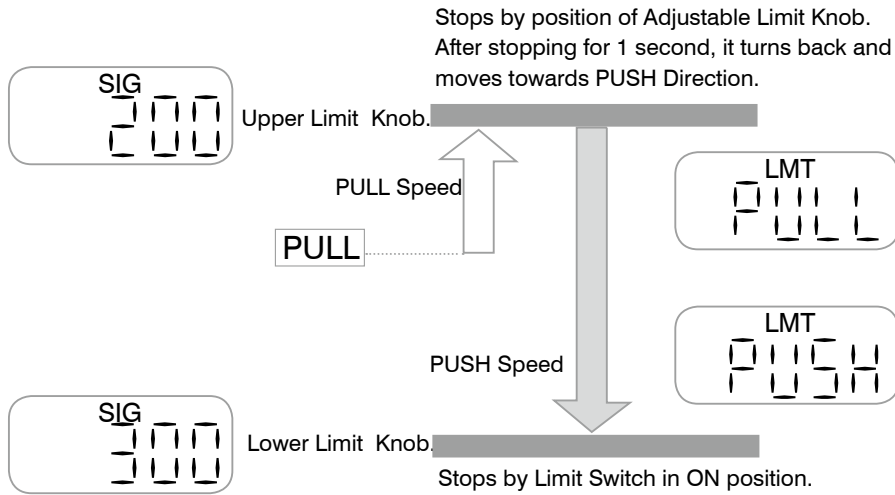 Stops by position of Adjustable Limit Knob.
After stopping for 1 second, it turns back and
moves towards PUSH Direction.
SIG
200
Upper Limit Knob.
PULL Speed
LMT
PULL
PULL
LMT
PUSH
PUSH Speed
SIG
300
Lower Limit Knob.
Stops by Limit Switch in ON position.